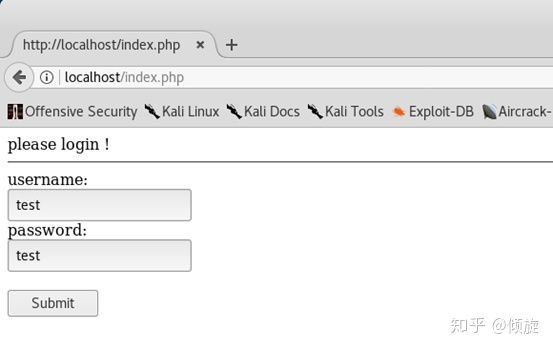 http://localhost/index.php
localhost/index.php
Offensive Security Kali Linux Kali Docs Kali Tools Exploit-DB Aircrack-
please login !
username:
test
password:
test
Submit
知乎 @倾旋